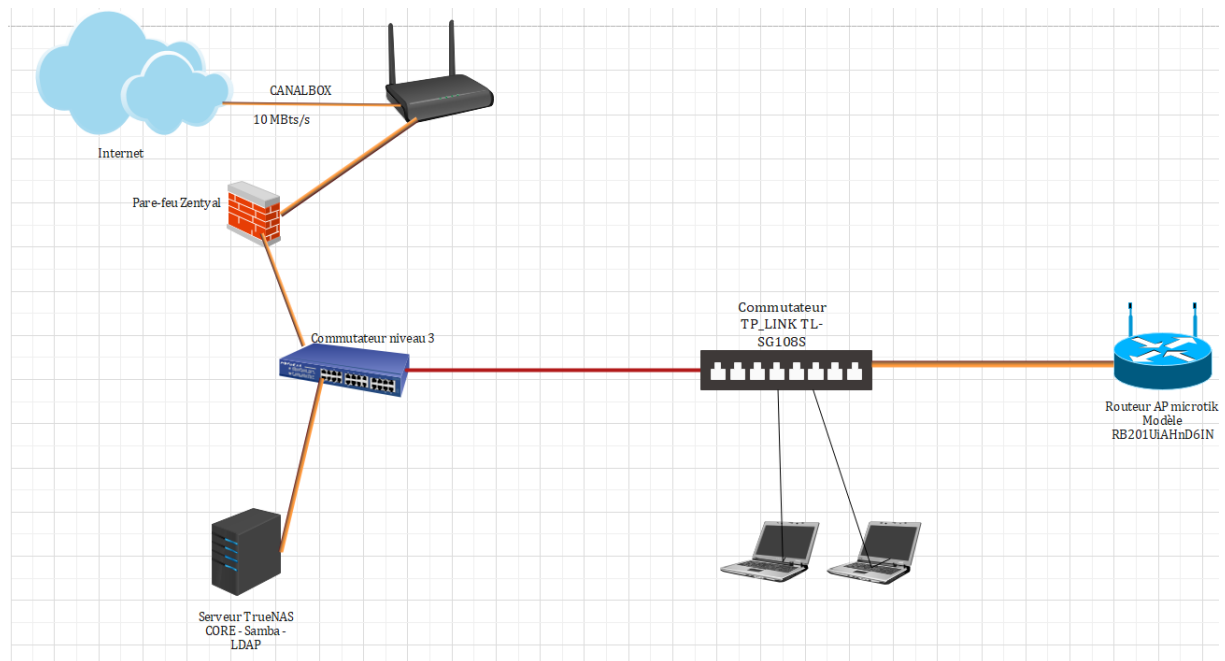 CANALBOX
10 MBts/s
Internet
Pare-feu Zentyal
Commutateur niveau 3
Commutateur
TP_LINK TL-
SG108S
Routeur AP microtik
Modèle
RB201UiAHnD6IN
Serveur TrueNAS
CORE - Samba -
LDAP